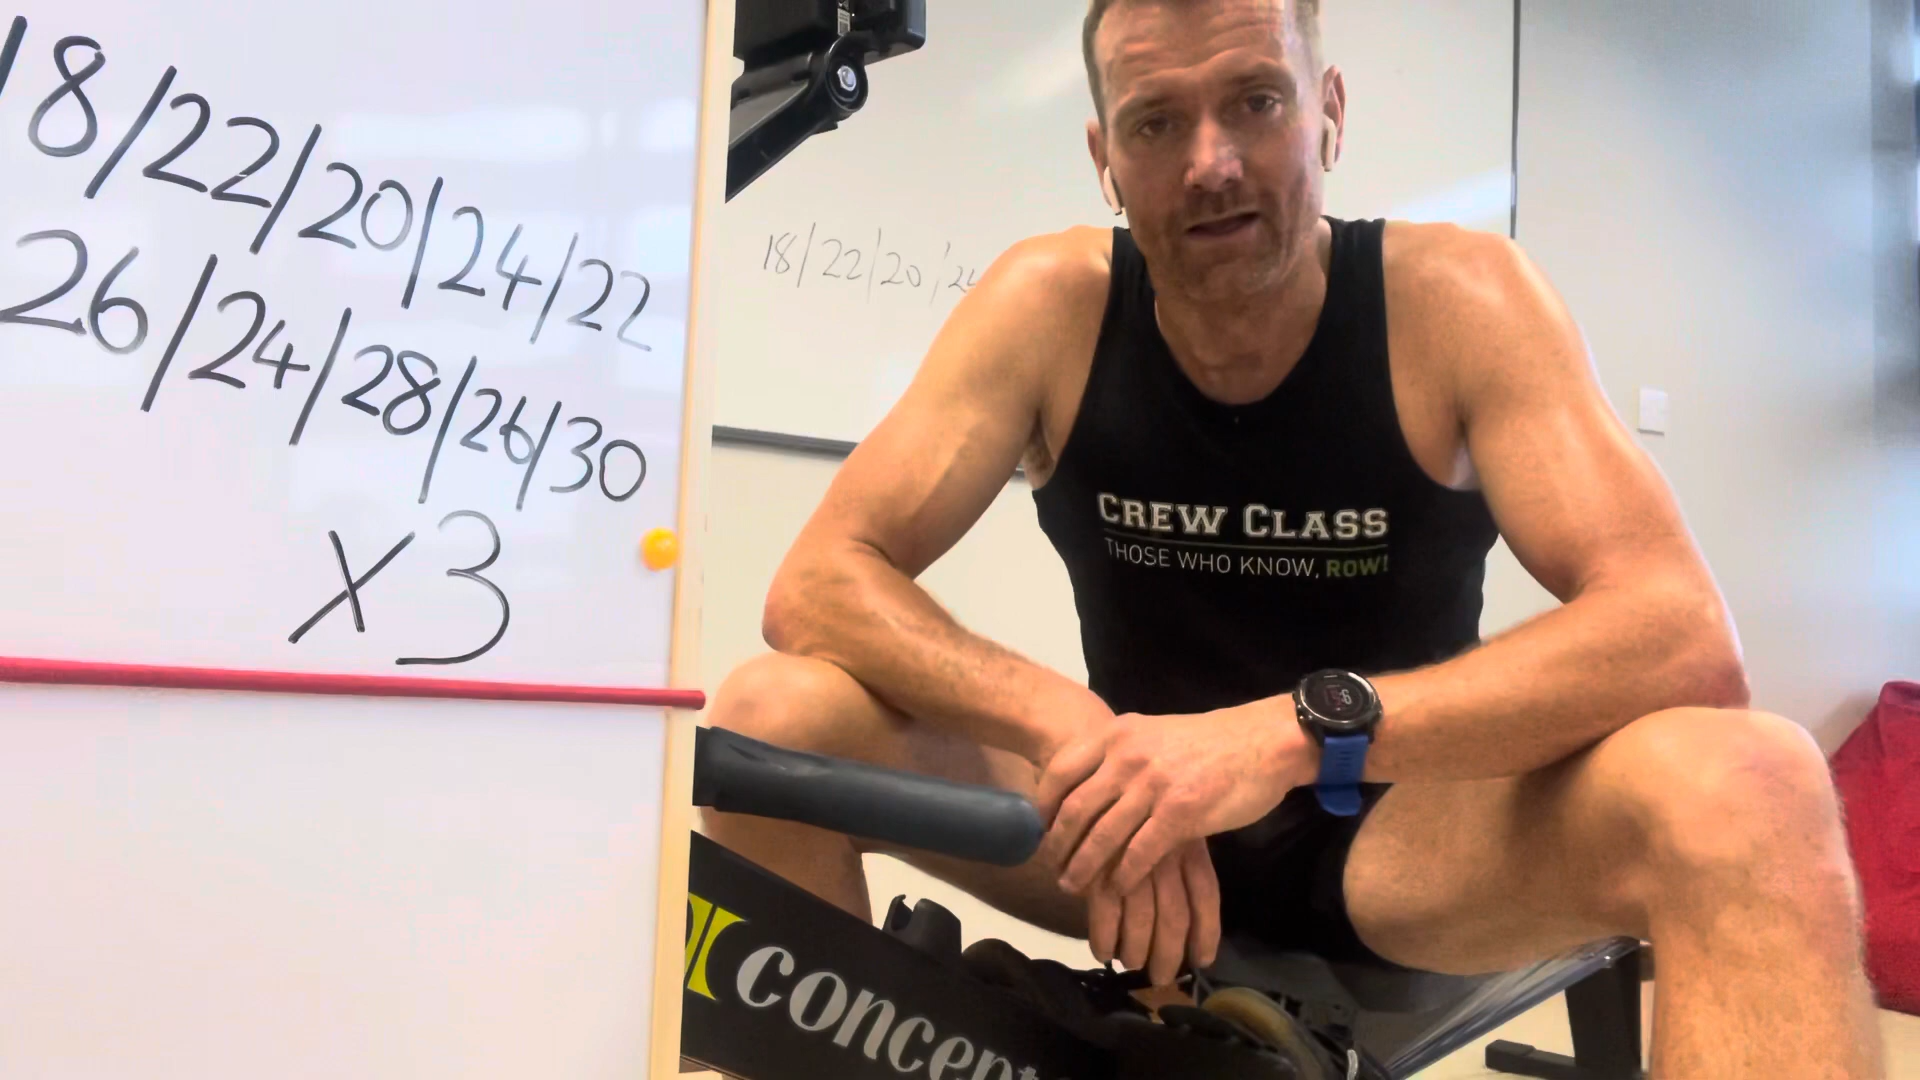 18/22/20/24/22
26/24/28/26/30
x3
18/22/20/24
CREW CLASS
THOSE WHO KNOW, ROW!
concept